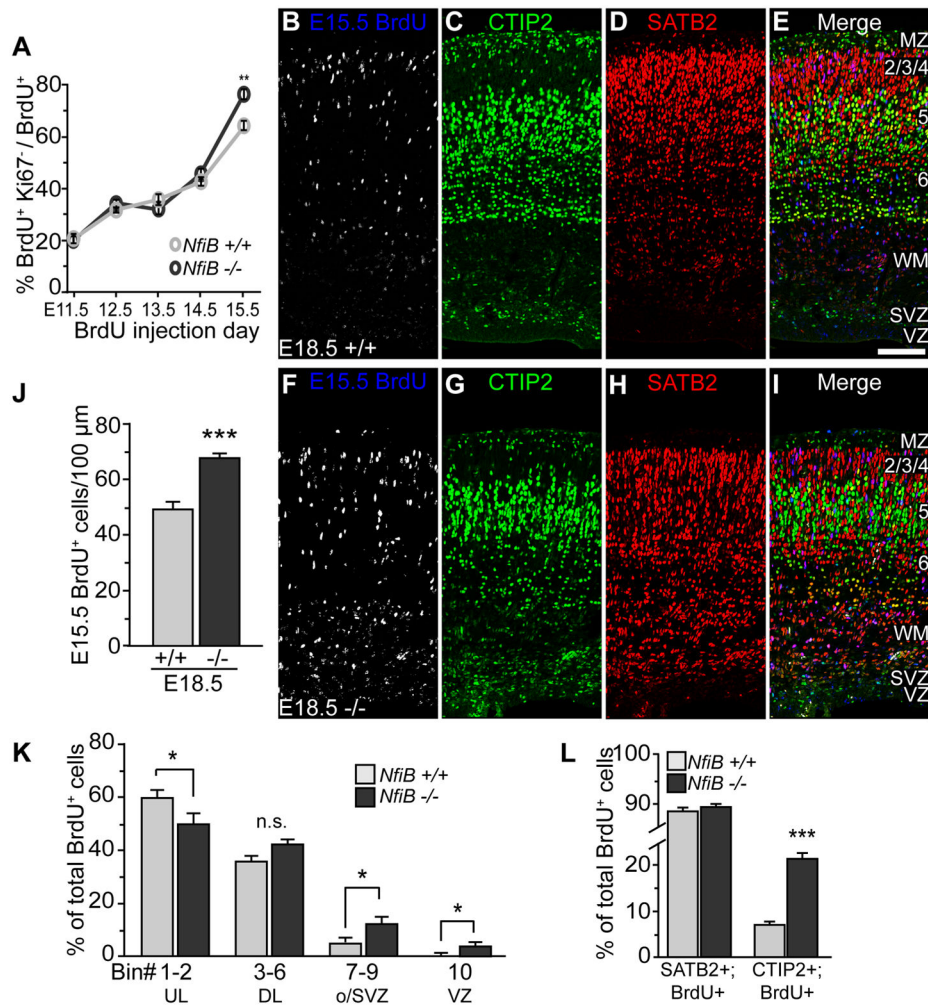 A
% BrdU+ Ki67- / BrdU+
80
60
40
20
0
**
NfiB +/+
NfiB -/-
E11.5 12.5 13.5 14.5 15.5
BrdU injection day
B E15.5 BrdU
E18.5 +/+
C CTIP2
D SATB2
E Merge
MZ
2/3/4
5
6
WM
SVZ
VZ
J
E15.5 BrdU+ cells/100 µm
80
60
40
20
0
***
+/+ -/-
E18.5
F E15.5 BrdU
E18.5 -/-
G CTIP2
H SATB2
I Merge
MZ
2/3/4
5
6
WM
SVZ
VZ
K
% of total BrdU+ cells
80
60
40
20
0
*
n.s.
*
*
NfiB +/+
NfiB -/-
Bin# 1-2 3-6 7-9 10
UL DL o/SVZ VZ
L
% of total BrdU+ cells
100
90
20
10
0
NfiB +/+
NfiB -/-
***
SATB2+; CTIP2+;
BrdU+ BrdU+